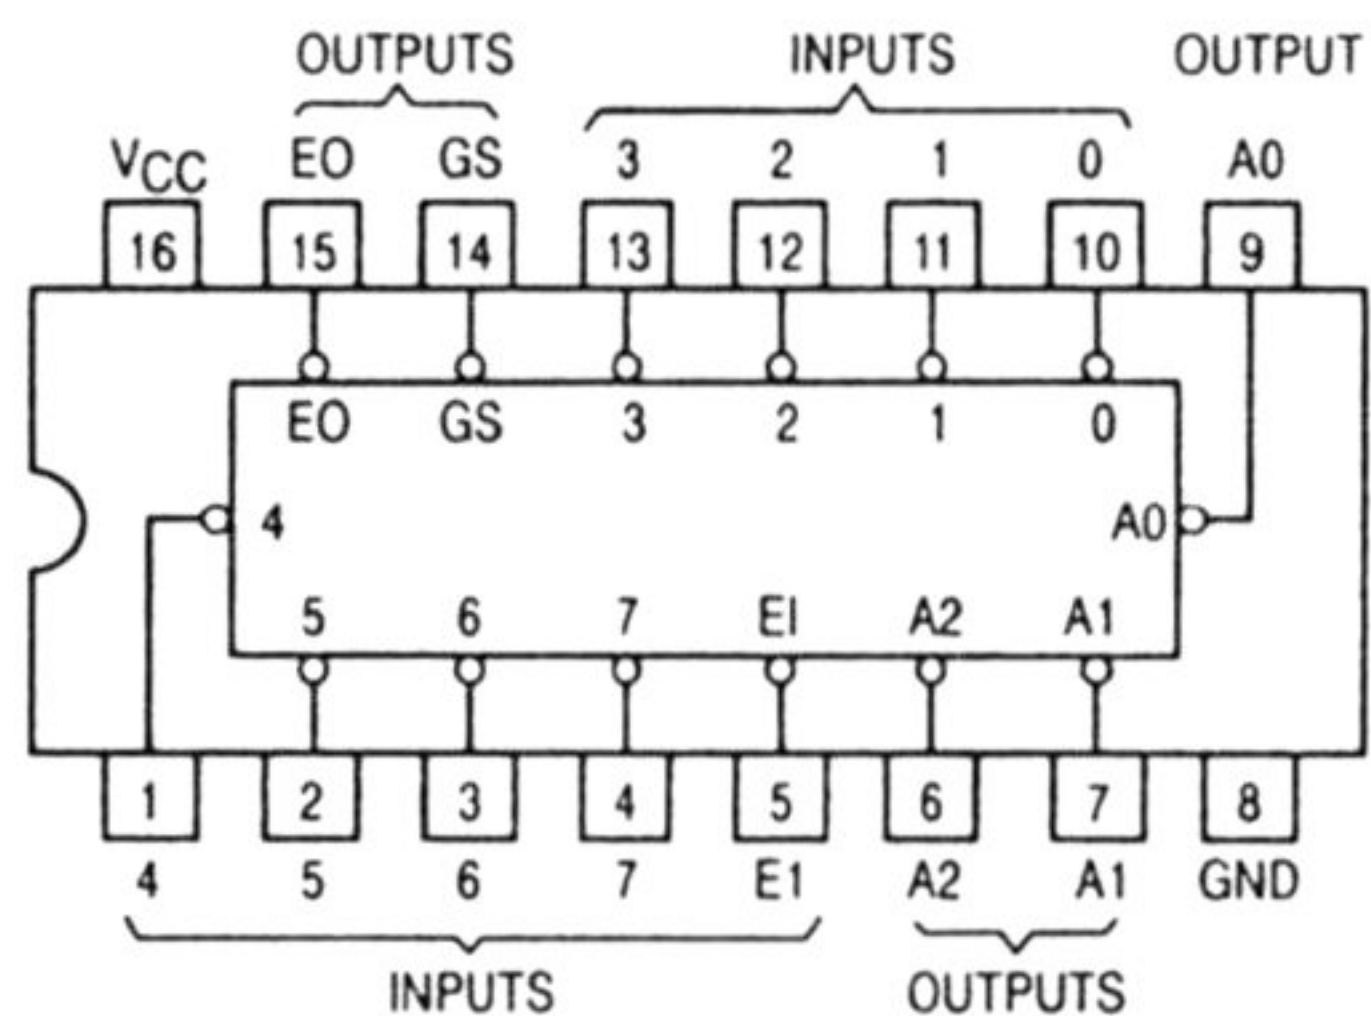 OUTPUTS INPUTS OUTPUT
VCC EO GS 3 2 1 0 A0
16 15 14 13 12 11 10 9
EO GS 3 2 1 0
4 A0
5 6 7 EI A2 A1
1 2 3 4 5 6 7 8
4 5 6 7 E1 A2 A1 GND
INPUTS OUTPUTS